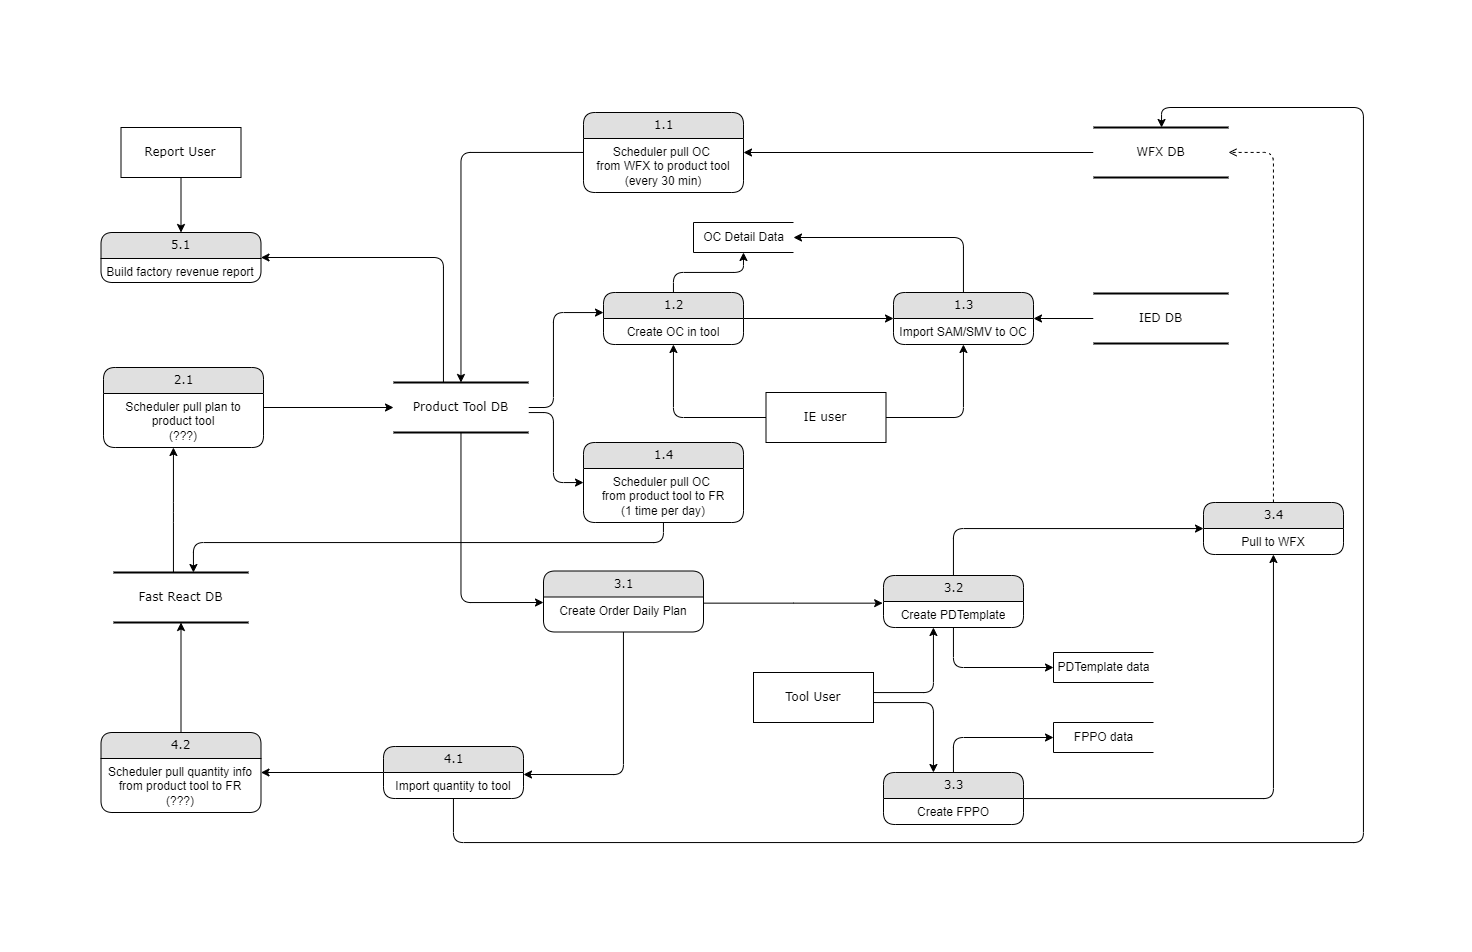 1.1
Scheduler pull OC
from WFX to product tool
(every 30 min)
WFX DB
Report User
5.1
Build factory revenue report
OC Detail Data
1.2
Create OC in tool
1.3
Import SAM/SMV to OC
IED DB
2.1
Scheduler pull plan to
product tool
(???)
Product Tool DB
IE user
1.4
Scheduler pull OC
from product tool to FR
(1 time per day)
3.4
Pull to WFX
Fast React DB
3.1
Create Order Daily Plan
3.2
Create PDTemplate
PDTemplate data
Tool User
FPPO data
4.2
Scheduler pull quantity info
from product tool to FR
(???)
4.1
Import quantity to tool
3.3
Create FPPO